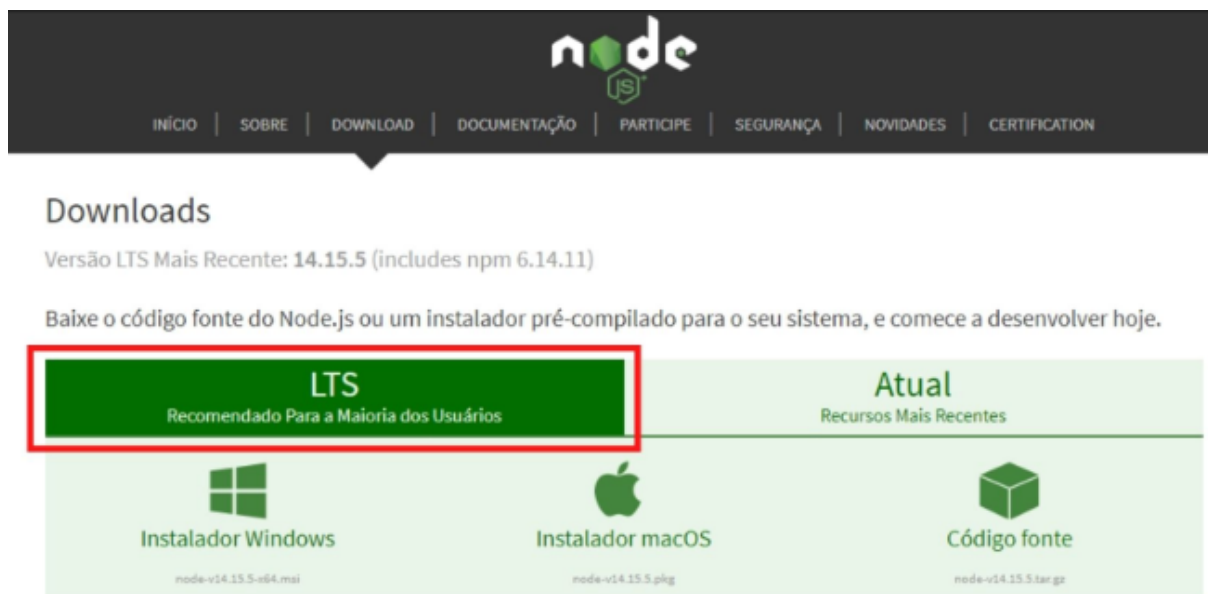 node
JS
INÍCIO | SOBRE | DOWNLOAD | DOCUMENTAÇÃO | PARTICIPE | SEGURANÇA | NOVIDADES | CERTIFICATION
Downloads
Versão LTS Mais Recente: 14.15.5 (includes npm 6.14.11)
Baixe o código fonte do Node.js ou um instalador pré-compilado para o seu sistema, e comece a desenvolver hoje.
LTS
Recomendado Para a Maioria dos Usuários
Atual
Recursos Mais Recentes
Instalador Windows
node-v14.15.5-x64.msi
Instalador macOS
node-v14.15.5.pkg
Código fonte
node-v14.15.5.tar.gz